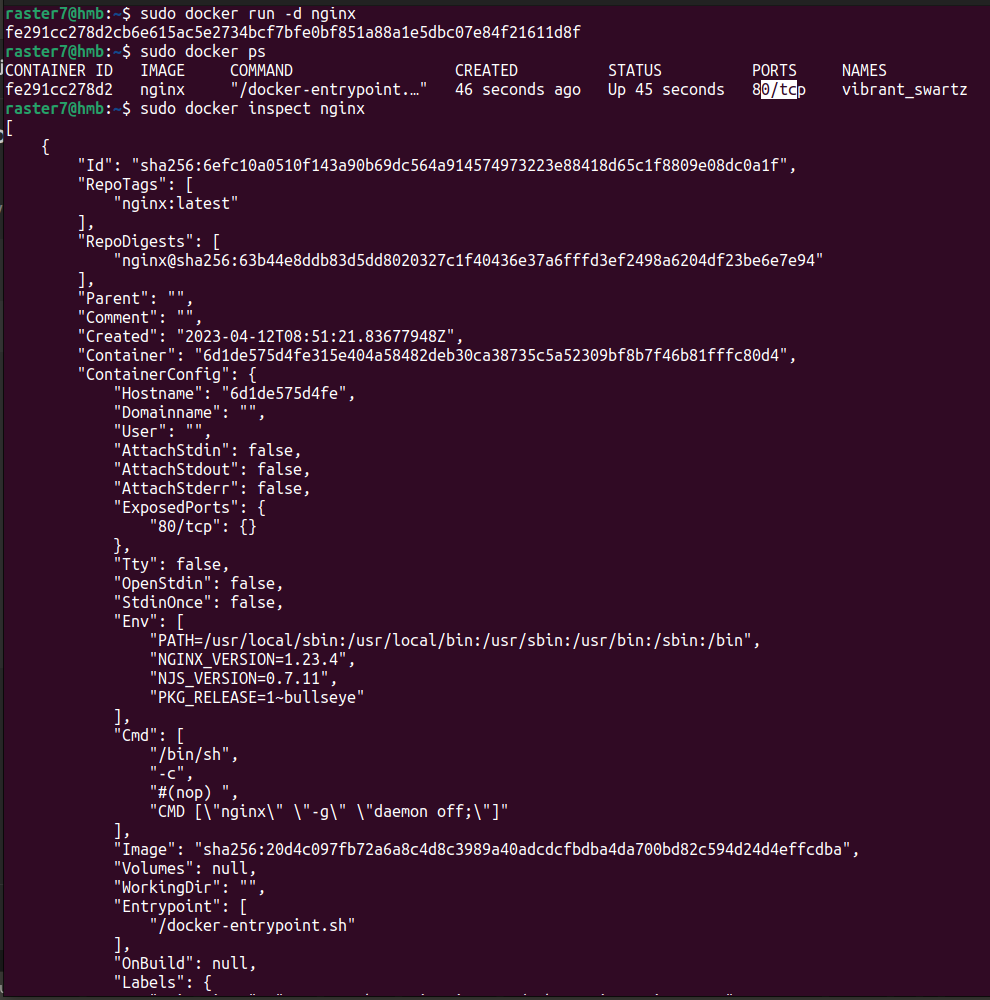 raster7@hmb:~$ sudo docker run -d nginx
fe291cc278d2cb6e615ac5e2734bcf7bfe0bf851a88a1e5dbc07e84f21611d8f
raster7@hmb:~$ sudo docker ps
CONTAINER ID   IMAGE     COMMAND                  CREATED          STATUS          PORTS     NAMES
fe291cc278d2   nginx     "/docker-entrypoint.…"   46 seconds ago   Up 45 seconds   80/tcp    vibrant_swartz
raster7@hmb:~$ sudo docker inspect nginx
[
    {
        "Id": "sha256:6efc10a0510f143a90b69dc564a914574973223e88418d65c1f8809e08dc0a1f",
        "RepoTags": [
            "nginx:latest"
        ],
        "RepoDigests": [
            "nginx@sha256:63b44e8ddb83d5dd8020327c1f40436e37a6fffd3ef2498a6204df23be6e7e94"
        ],
        "Parent": "",
        "Comment": "",
        "Created": "2023-04-12T08:51:21.83677948Z",
        "Container": "6d1de575d4fe315e404a58482deb30ca38735c5a52309bf8b7f46b81fffc80d4",
        "ContainerConfig": {
            "Hostname": "6d1de575d4fe",
            "Domainname": "",
            "User": "",
            "AttachStdin": false,
            "AttachStdout": false,
            "AttachStderr": false,
            "ExposedPorts": {
                "80/tcp": {}
            },
            "Tty": false,
            "OpenStdin": false,
            "StdinOnce": false,
            "Env": [
                "PATH=/usr/local/sbin:/usr/local/bin:/usr/sbin:/usr/bin:/sbin:/bin",
                "NGINX_VERSION=1.23.4",
                "NJS_VERSION=0.7.11",
                "PKG_RELEASE=1~bullseye"
            ],
            "Cmd": [
                "/bin/sh",
                "-c",
                "#(nop) ",
                "CMD [\"nginx\" \"-g\" \"daemon off;\"]"
            ],
            "Image": "sha256:20d4c097fb72a6a8c4d8c3989a40adcdcfbdba4da700bd82c594d24d4effcdba",
            "Volumes": null,
            "WorkingDir": "",
            "Entrypoint": [
                "/docker-entrypoint.sh"
            ],
            "OnBuild": null,
            "Labels": {